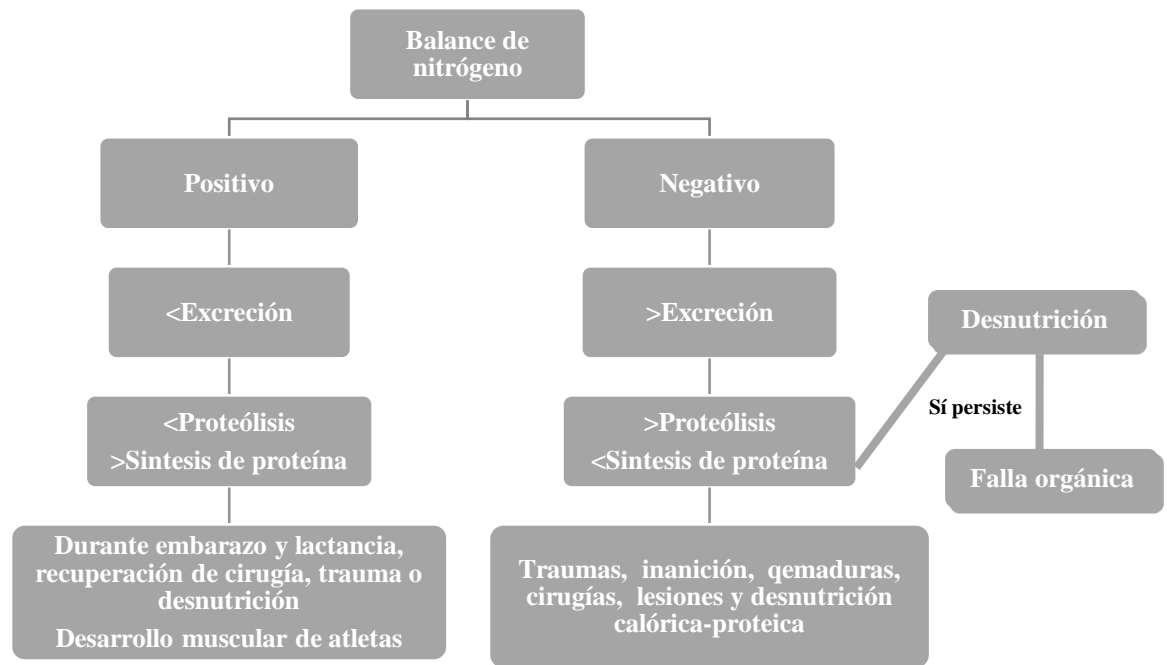 Balance de
nitrógeno
Positivo
Negativo
<Excreción
>Excreción
Desnutrición
<Proteólisis
>Sintesis de proteína
>Proteólisis
<Sintesis de proteína
Sí persiste
Falla orgánica
Durante embarazo y lactancia,
recuperación de cirugía, trauma o
desnutrición
Desarrollo muscular de atletas
Traumas, inanición, qemaduras,
cirugías, lesiones y desnutrición
calórica-proteica